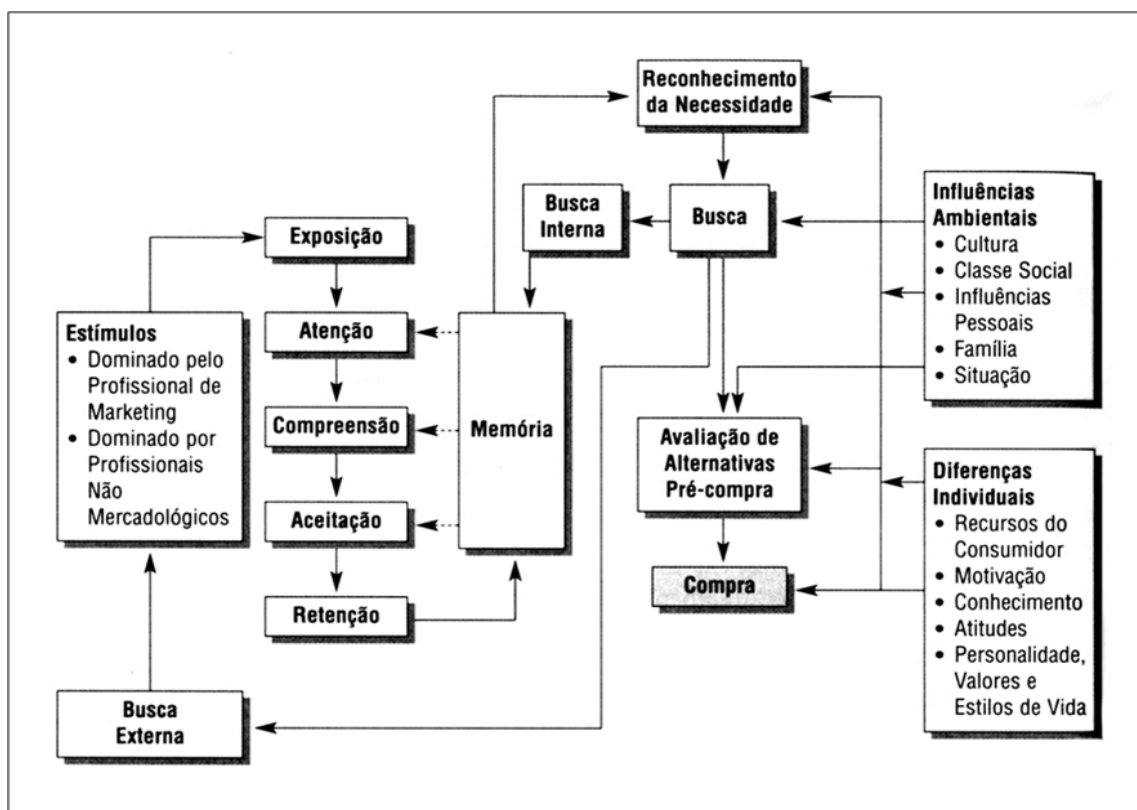 Reconhecimento
da Necessidade
Busca
Interna
Busca
Exposição
Atenção
Compreensão
Aceitação
Retenção
Memória
Estímulos
• Dominado pelo
Profissional de
Marketing
• Dominado por
Profissionais
Não
Mercadológicos
Busca
Externa
Avaliação de
Alternativas
Pré-compra
Compra
Influências
Ambientais
• Cultura
• Classe Social
• Influências
Pessoais
• Família
• Situação
Diferenças
Individuais
• Recursos do
Consumidor
• Motivação
• Conhecimento
• Atitudes
• Personalidade,
Valores e
Estilos de Vida